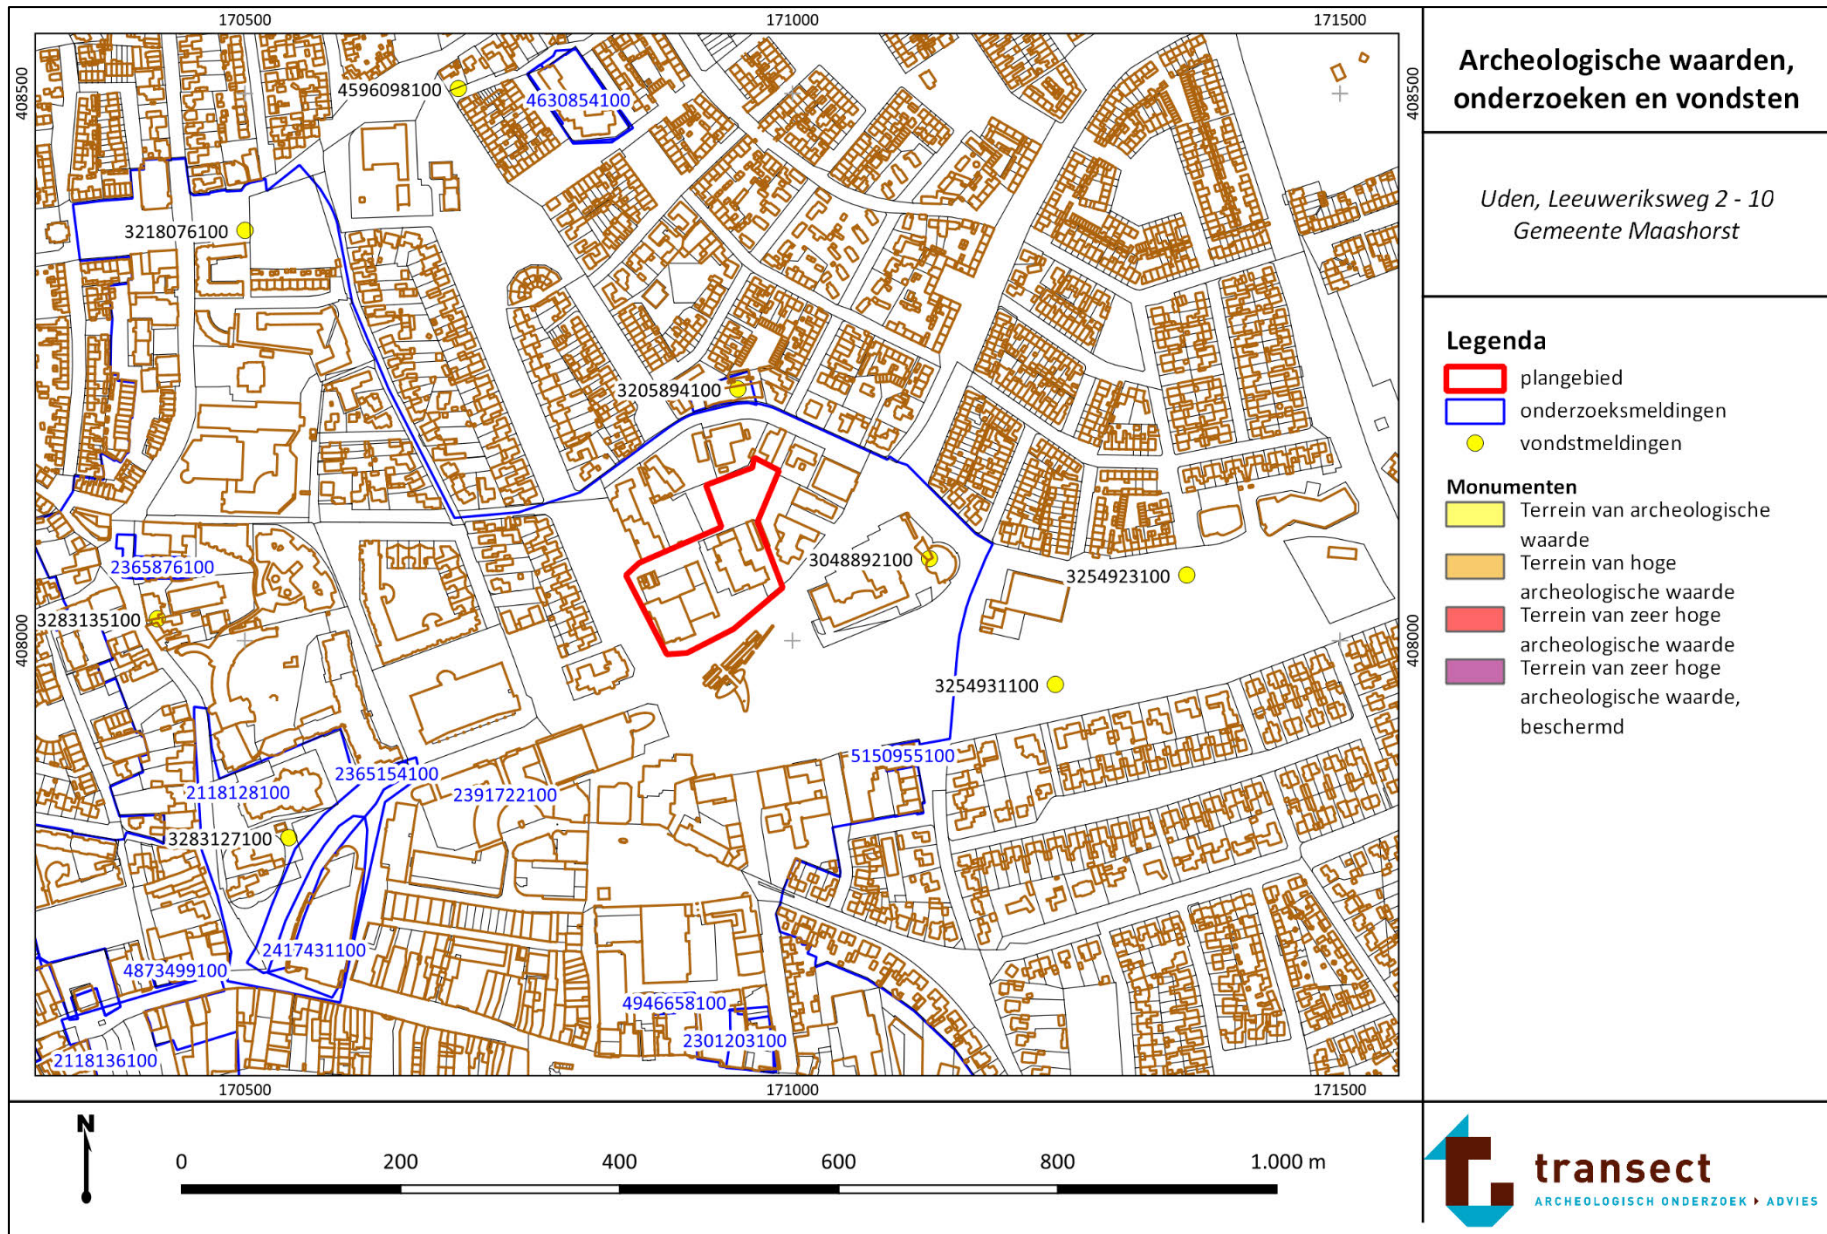 170500
171000
171500
408500
408500
4596098100
4630854100
3218076100
3205894100
2365876100
3048892100
3254923100
3283135100
408000
408000
3254931100
5150955100
2365154100
2118128100
2391722100
3283127100
2417431100
4873499100
4946658100
2301203100
2118136100
170500
171000
171500
N
0
200
400
600
800
1.000 m
Archeologische waarden,
onderzoeken en vondsten
Uden, Leeuweriksweg 2 - 10
Gemeente Maashorst
Legenda
plangebied
onderzoeksmeldingen
vondstmeldingen
Monumenten
Terrein van archeologische
waarde
Terrein van hoge
archeologische waarde
Terrein van zeer hoge
archeologische waarde
Terrein van zeer hoge
archeologische waarde,
beschermd
transect
ARCHEOLOGISCH ONDERZOEK ▸ ADVIES